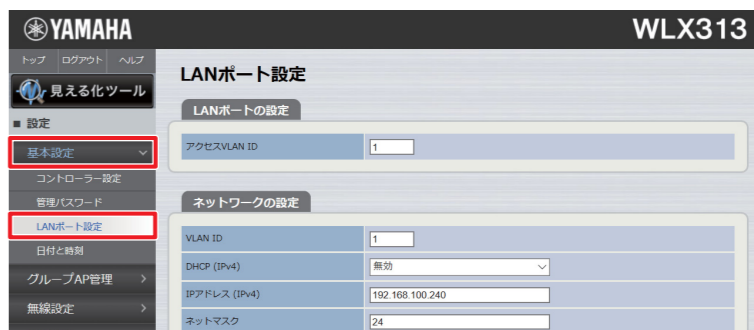 YAMAHA
WLX313
トップ ログアウト ヘルプ
見える化ツール
■ 設定
基本設定
コントローラー設定
管理パスワード
LANポート設定
日付と時刻
グループAP管理
無線設定
LANポート設定
LANポートの設定
アクセスVLAN ID 1
ネットワークの設定
VLAN ID 1
DHCP (IPv4) 無効
IPアドレス (IPv4) 192.168.100.240
ネットマスク 24